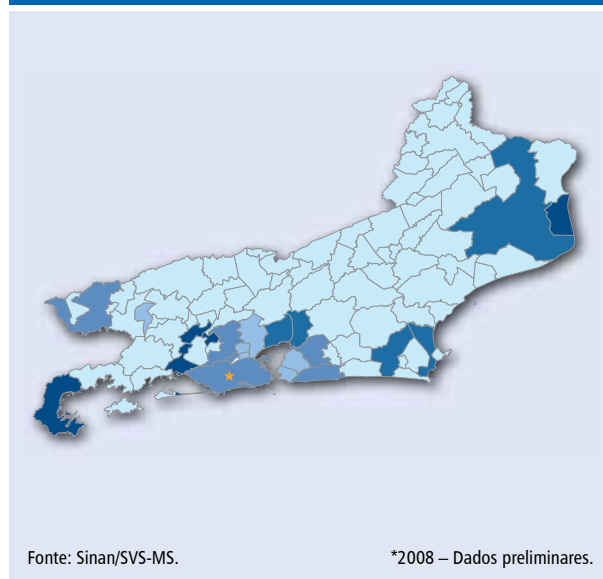 Fonte: Sinan/SVS-MS. *2008 – Dados preliminares.